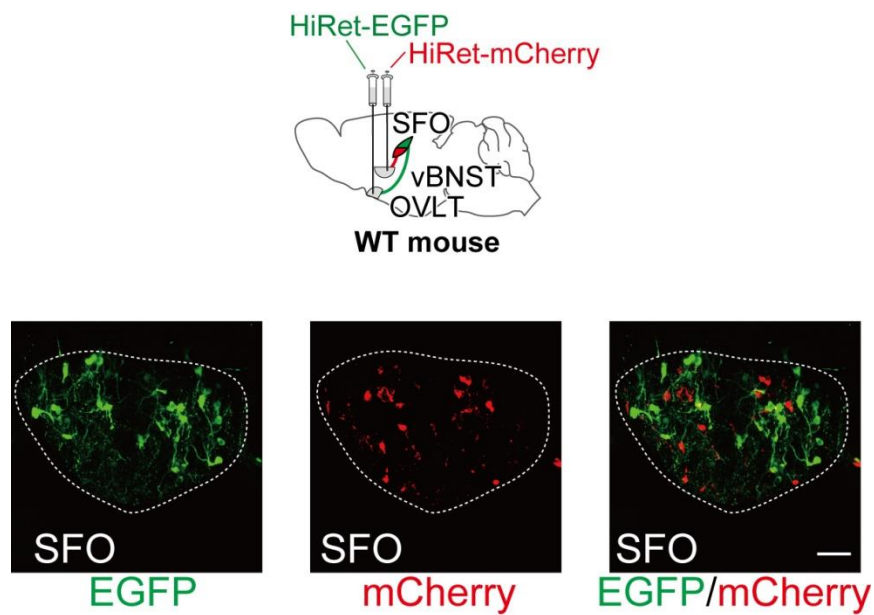 HiRet-EGFP
HiRet-mCherry
SFO
vBNST
OVLT
WT mouse
SFO
EGFP
SFO
mCherry
SFO
EGFP/mCherry